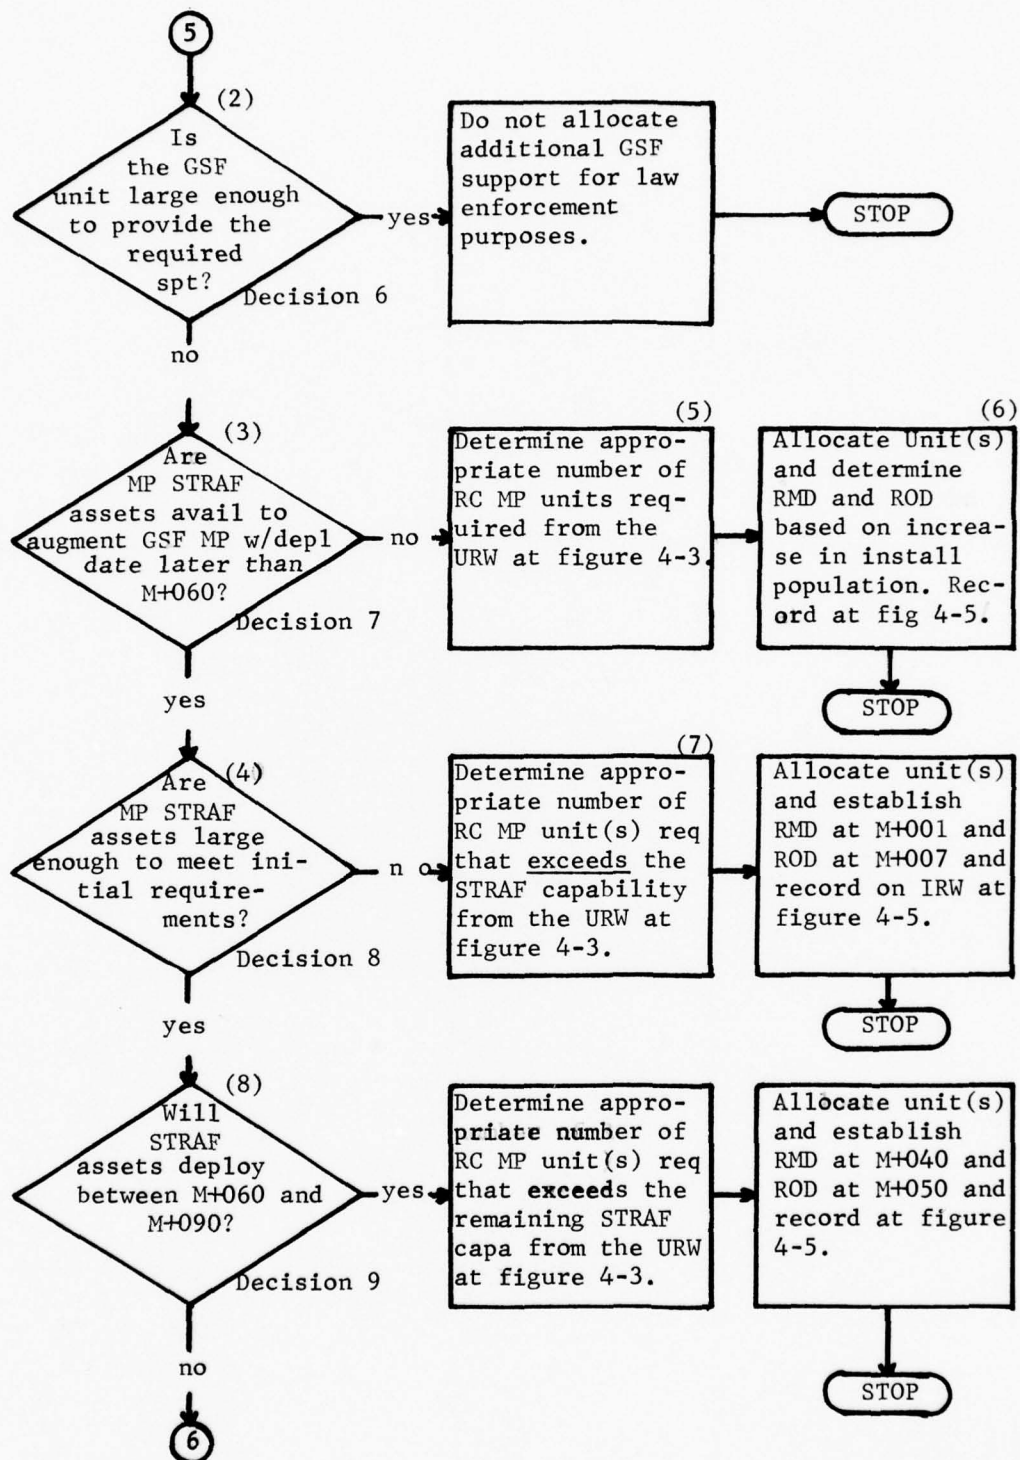 5
(2)
Is
the GSF
unit large enough
to provide the
required
spt?
Decision 6
yes
Do not allocate
additional GSF
support for law
enforcement
purposes.
STOP
no
(3)
Are
MP STRAF
assets avail to
augment GSF MP w/depl
date later than
M+060?
Decision 7
no
(5)
Determine appro-
priate number of
RC MP units req-
uired from the
URW at figure 4-3.
(6)
Allocate Unit(s)
and determine
RMD and ROD
based on increa-
se in install
population. Rec-
ord at fig 4-5.
STOP
yes
(4)
Are
MP STRAF
assets large
enough to meet ini-
tial require-
ments?
Decision 8
n o
(7)
Determine appro-
priate number of
RC MP unit(s) req
that exceeds the
STRAF capability
from the URW at
figure 4-3.
Allocate unit(s)
and establish
RMD at M+001 and
ROD at M+007 and
record on IRW at
figure 4-5.
STOP
yes
(8)
Will
STRAF
assets deploy
between M+060 and
M+090?
Decision 9
yes
Determine appro-
priate number of
RC MP unit(s) req
that exceeds the
remaining STRAF
capa from the URW
at figure 4-3.
Allocate unit(s)
and establish
RMD at M+040 and
ROD at M+050 and
record at figure
4-5.
STOP
no
6